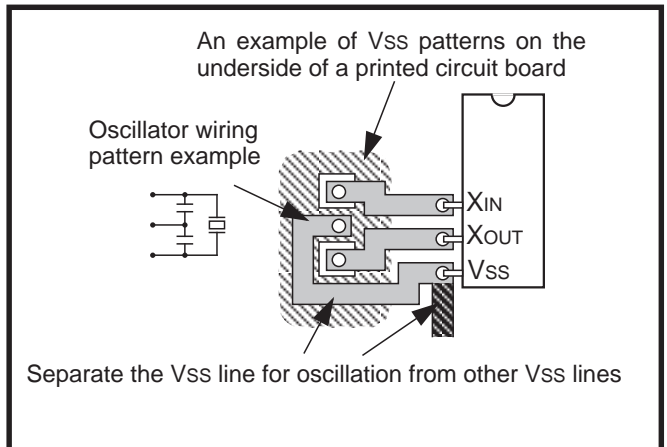 An example of Vss patterns on the
underside of a printed circuit board
Oscillator wiring
pattern example
XIN
XOUT
Vss
Separate the Vss line for oscillation from other Vss lines